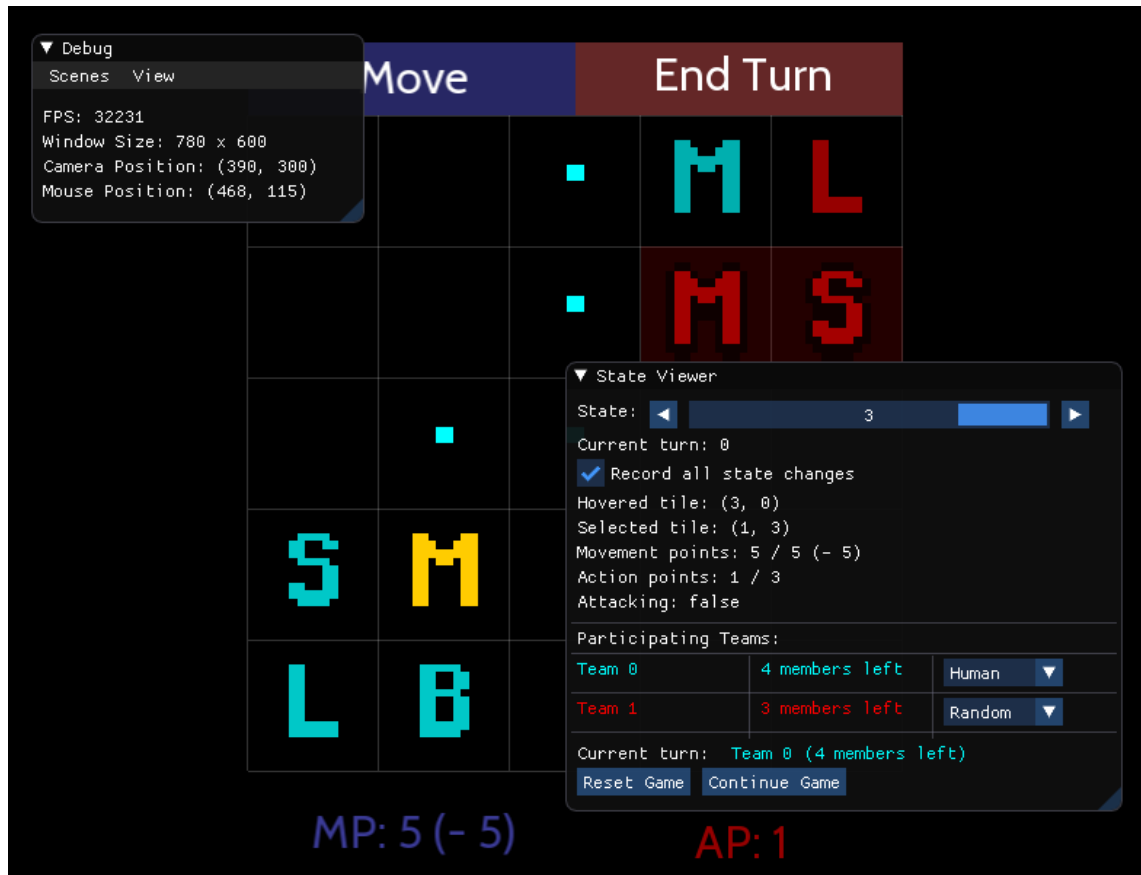 Debug
Scenes View
FPS: 32231
Window Size: 780 x 600
Camera Position: (390, 300)
Mouse Position: (468, 115)
Move
End Turn
M L
M S
State Viewer
State: 3
Current turn: 0
Record all state changes
Hovered tile: (3, 0)
Selected tile: (1, 3)
Movement points: 5 / 5 (- 5)
Action points: 1 / 3
Attacking: false
Participating Teams:
Team 0 4 members left Human
Team 1 3 members left Random
Current turn: Team 0 (4 members left)
Reset Game Continue Game
S M
L B
MP: 5 (- 5)
AP: 1